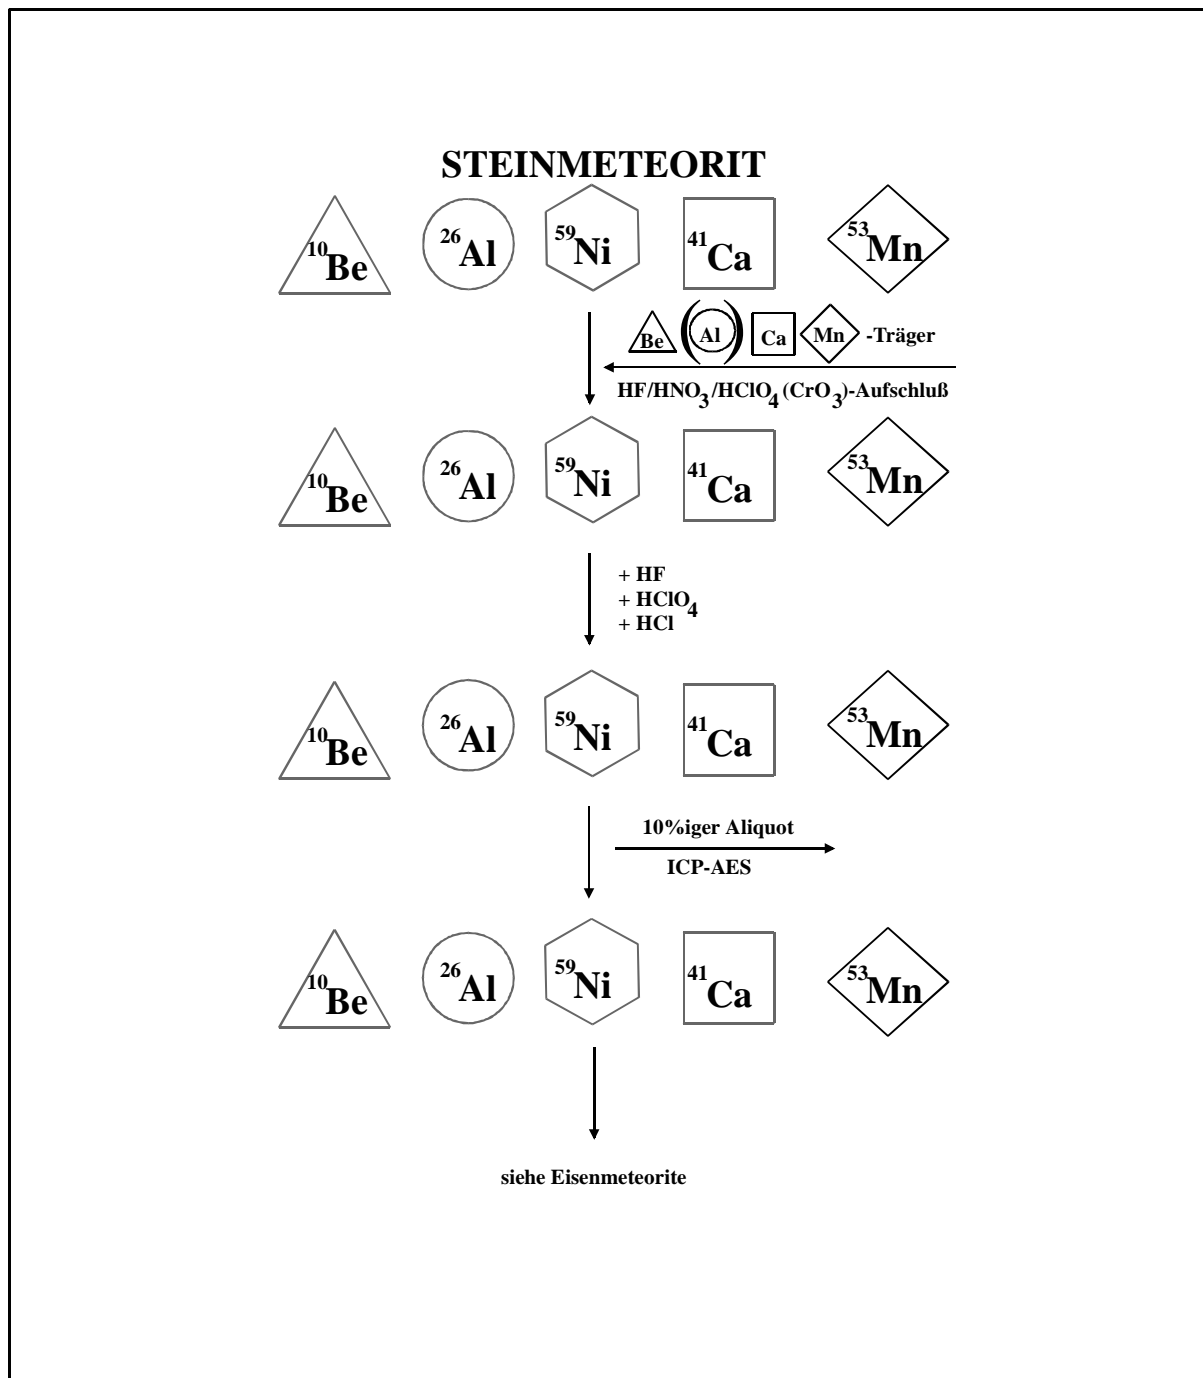 STEINMETEORIT
10Be 26Al 59Ni 41Ca 53Mn
Be (Al) Ca Mn -Träger
HF/HNO3/HClO4 (CrO3)-Aufschluß
10Be 26Al 59Ni 41Ca 53Mn
+ HF
+ HClO4
+ HCl
10Be 26Al 59Ni 41Ca 53Mn
10%iger Aliquot
ICP-AES
10Be 26Al 59Ni 41Ca 53Mn
siehe Eisenmeteorite